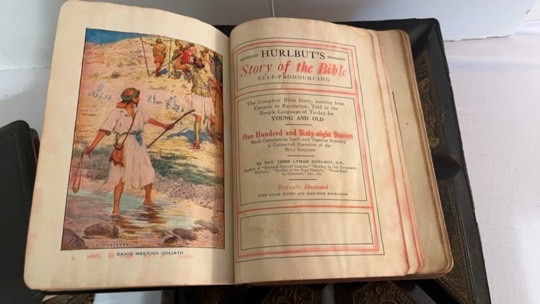 DAVID MEETING GOLIATH
HURLBUT'S
Story of the Bible
SELF-PRONOUNCING
The Complete Bible Story, running from
Genesis to Revelation, Told in the
Simple Language of To-day for
YOUNG AND OLD
One Hundred and Sixty-eight Stories
Each Complete in Itself, and Together Forming
a Connected Narrative of the
Holy Scriptures
By REV. JESSE LYMAN HURLBUT, D.D.
Illustrated